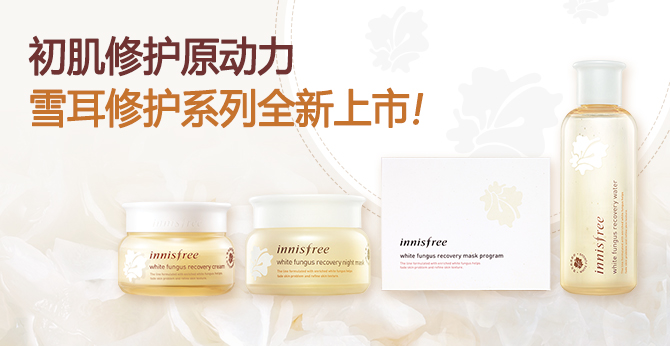 初肌修护原动力
雪耳修护系列全新上市!
innisfree
white fungus recovery cream
innisfree
white fungus recovery night mask
innisfree
white fungus recovery mask program
innisfree
white fungus recovery water